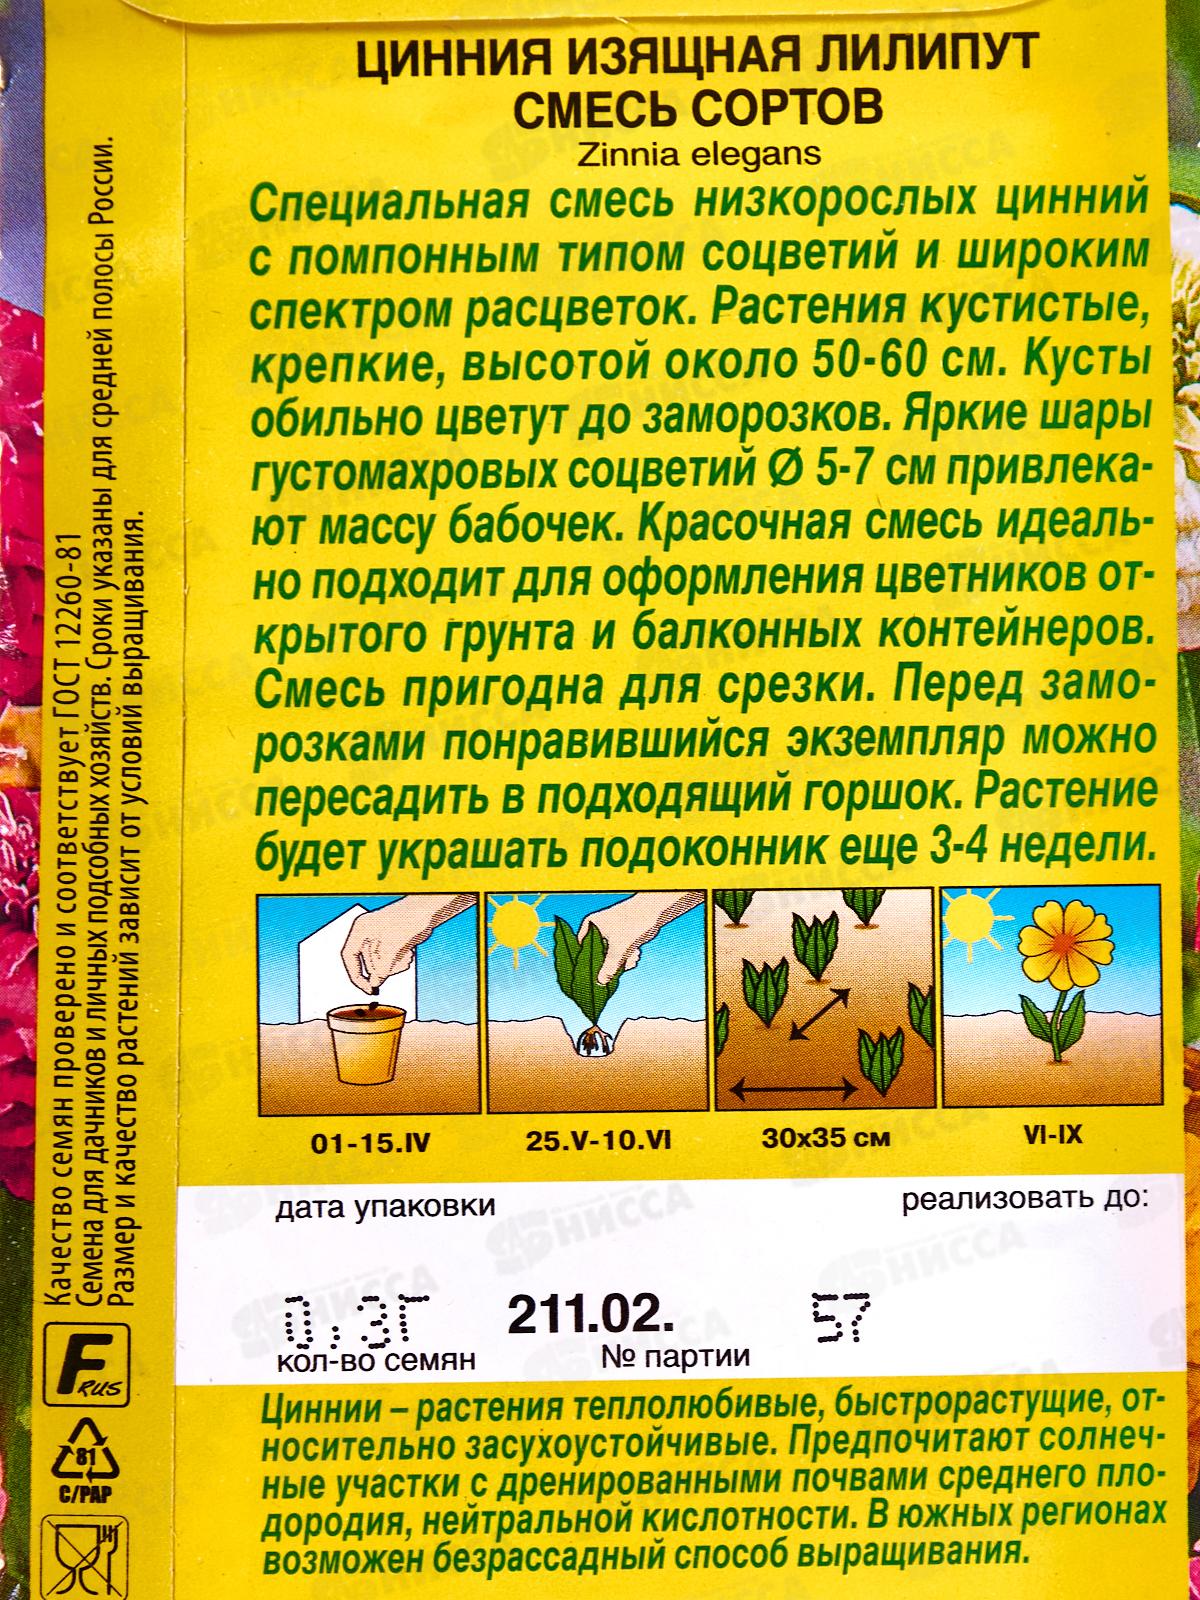 ЦИННИЯ ИЗЯЩНАЯ ЛИЛИПУТ
СМЕСЬ СОРТОВ
Zinnia elegans
Специальная смесь низкорослых цинний
с помпонным типом соцветий и широким
спектром расцветок. Растения кустистые,
крепкие, высотой около 50-60 см. Кусты
обильно цветут до заморозков. Яркие шары
густомахровых соцветий Ø 5-7 см привлека-
ют массу бабочек. Красочная смесь идеаль-
но подходит для оформления цветников от-
крытого грунта и балконных контейнеров.
Смесь пригодна для срезки. Перед замо-
розками понравившийся экземпляр можно
пересадить в подходящий горшок. Растение
будет украшать подоконник еще 3-4 недели.
01-15.IV
25.V-10.VI
30х35 см
VI-IX
дата упаковки
реализовать до:
0,3г
211.02.
57
кол-во семян
№ партии
Циннии – растения теплолюбивые, быстрорастущие, от-
носительно засухоустойчивые. Предпочитают солнеч-
ные участки с дренированными почвами среднего пло-
дородия, нейтральной кислотности. В южных регионах
возможен безрассадный способ выращивания.
Качество семян проверено и соответствует ГОСТ 12260-81
Семена для дачников и личных подсобных хозяйств. Сроки указаны для средней полосы России.
Размер и качество растений зависит от условий выращивания.
F RUS
81
C/PAP
НИССА